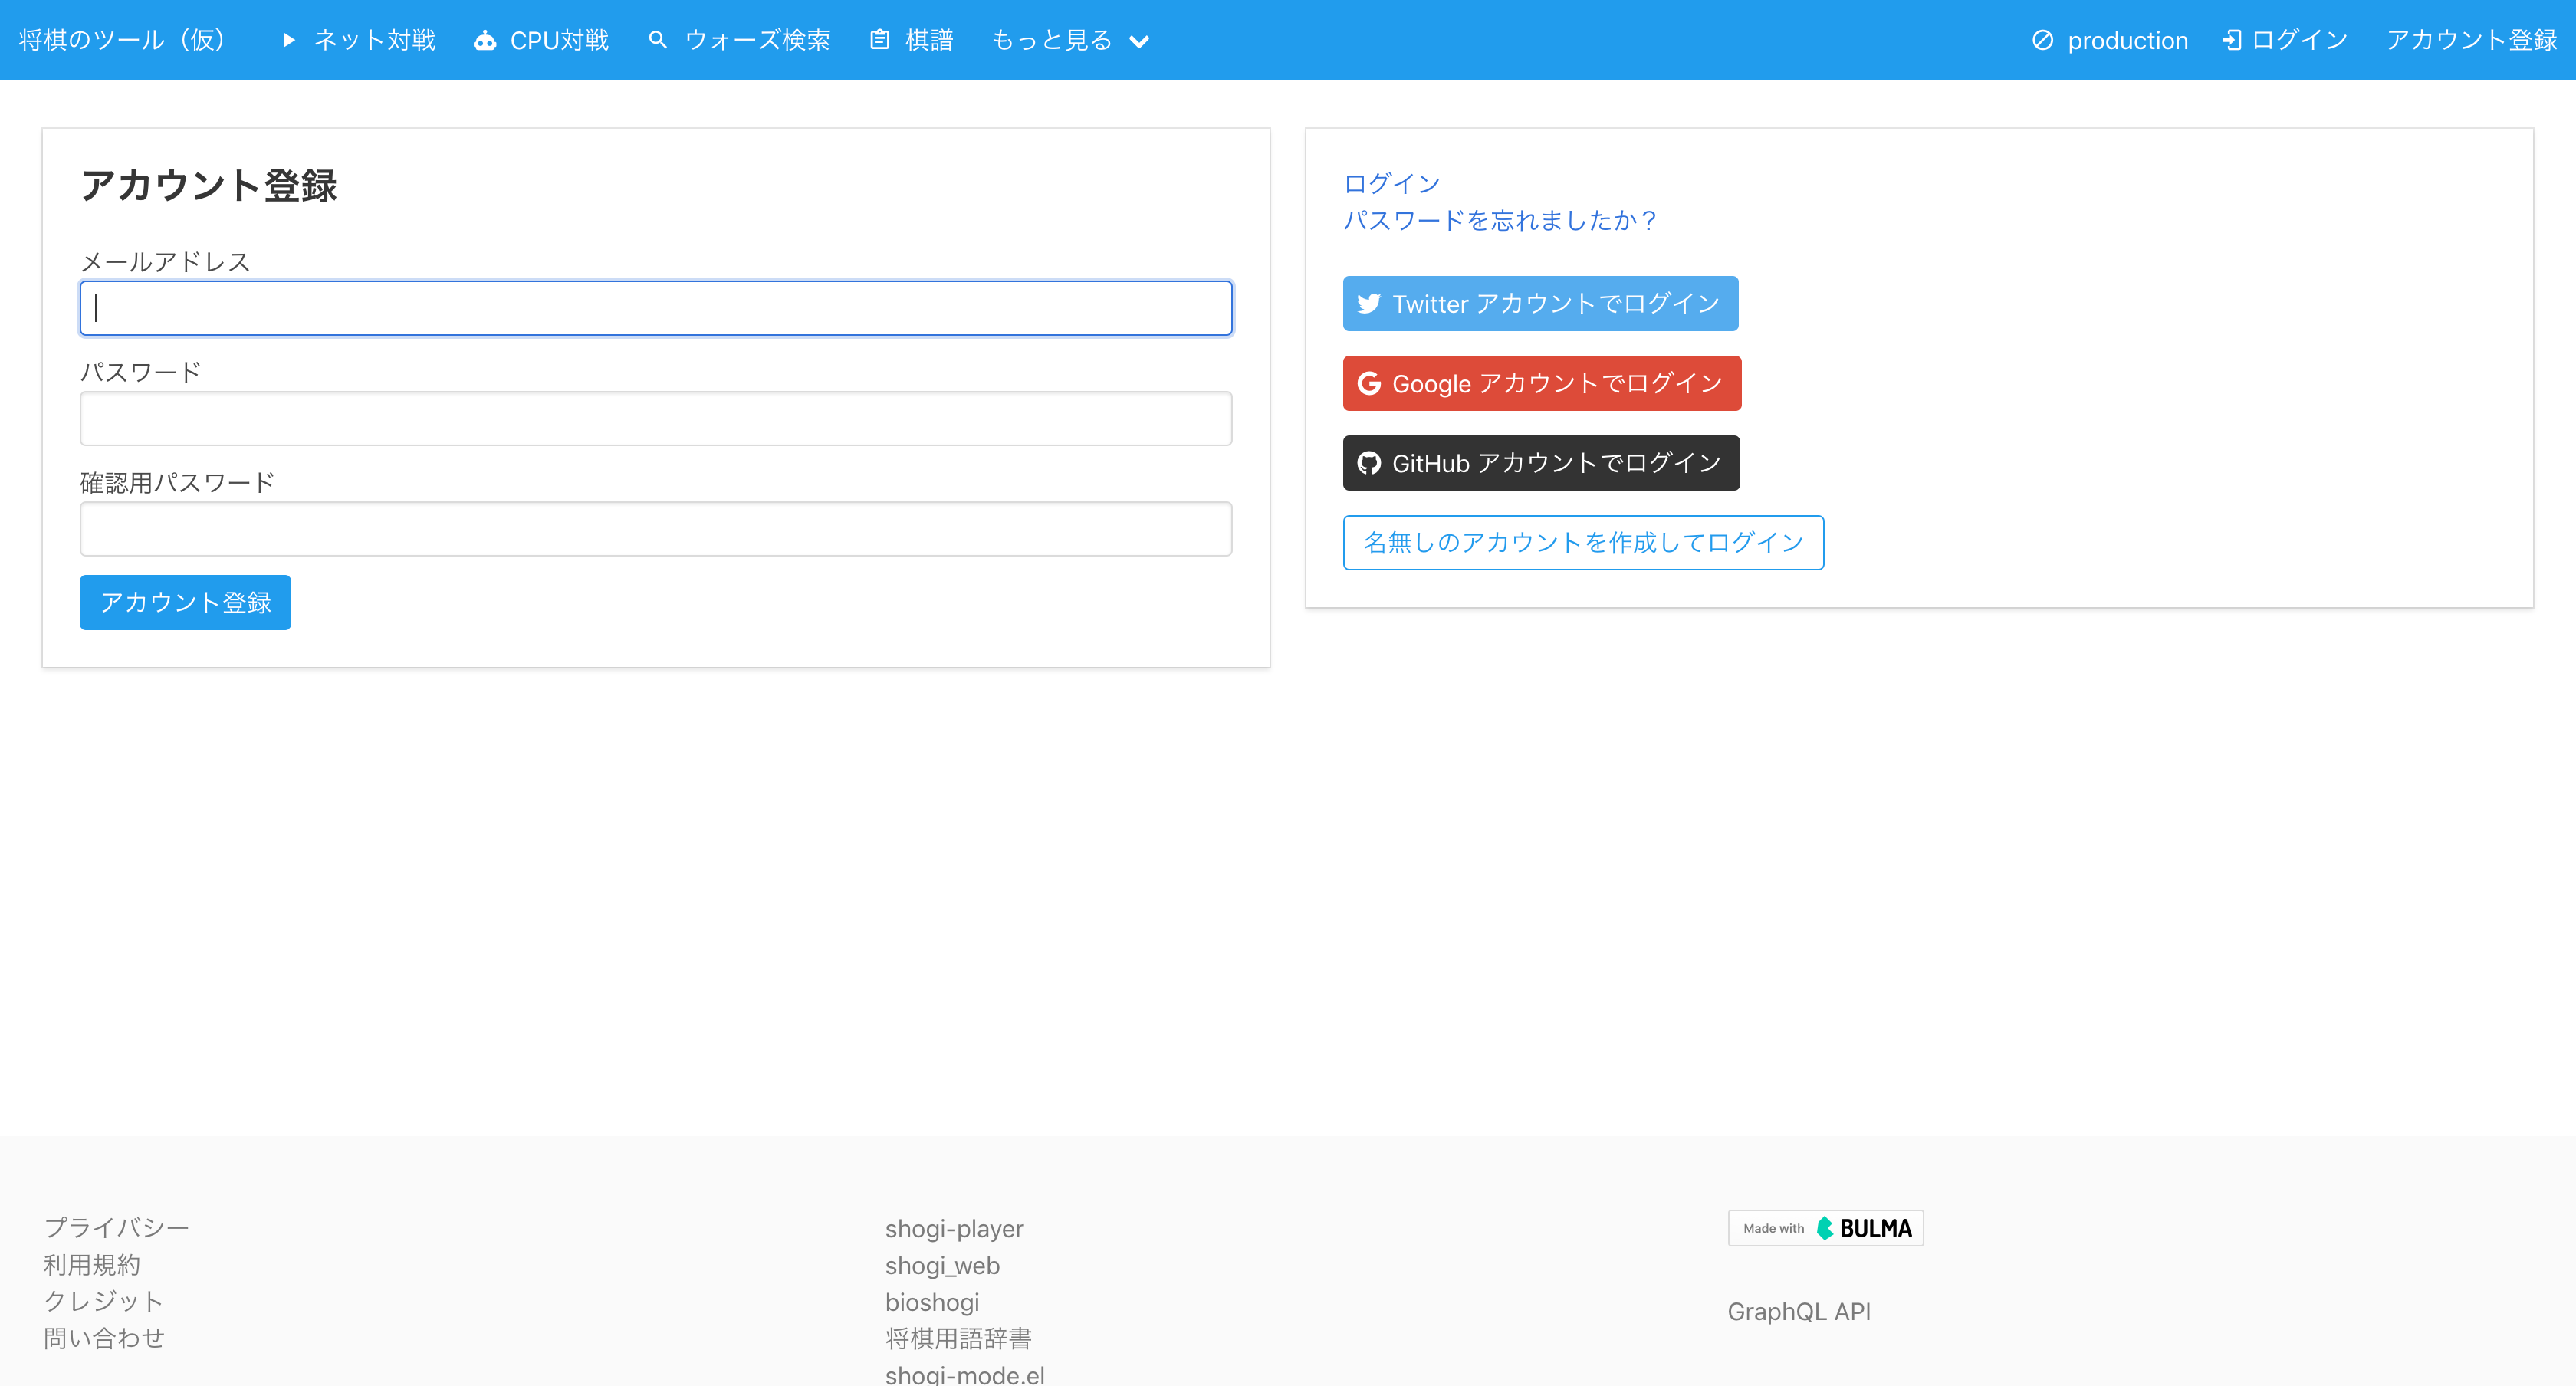 将棋のツール（仮） ネット対戦 CPU対戦 ウォーズ検索 棋譜 もっと見る production ログイン アカウント登録
アカウント登録
メールアドレス
パスワード
確認用パスワード
アカウント登録
ログイン
パスワードを忘れましたか？
Twitter アカウントでログイン
Google アカウントでログイン
GitHub アカウントでログイン
名無しのアカウントを作成してログイン
プライバシー
利用規約
クレジット
問い合わせ
shogi-player
shogi_web
bioshogi
将棋用語辞書
shogi-mode.el
Made with BULMA
GraphQL API